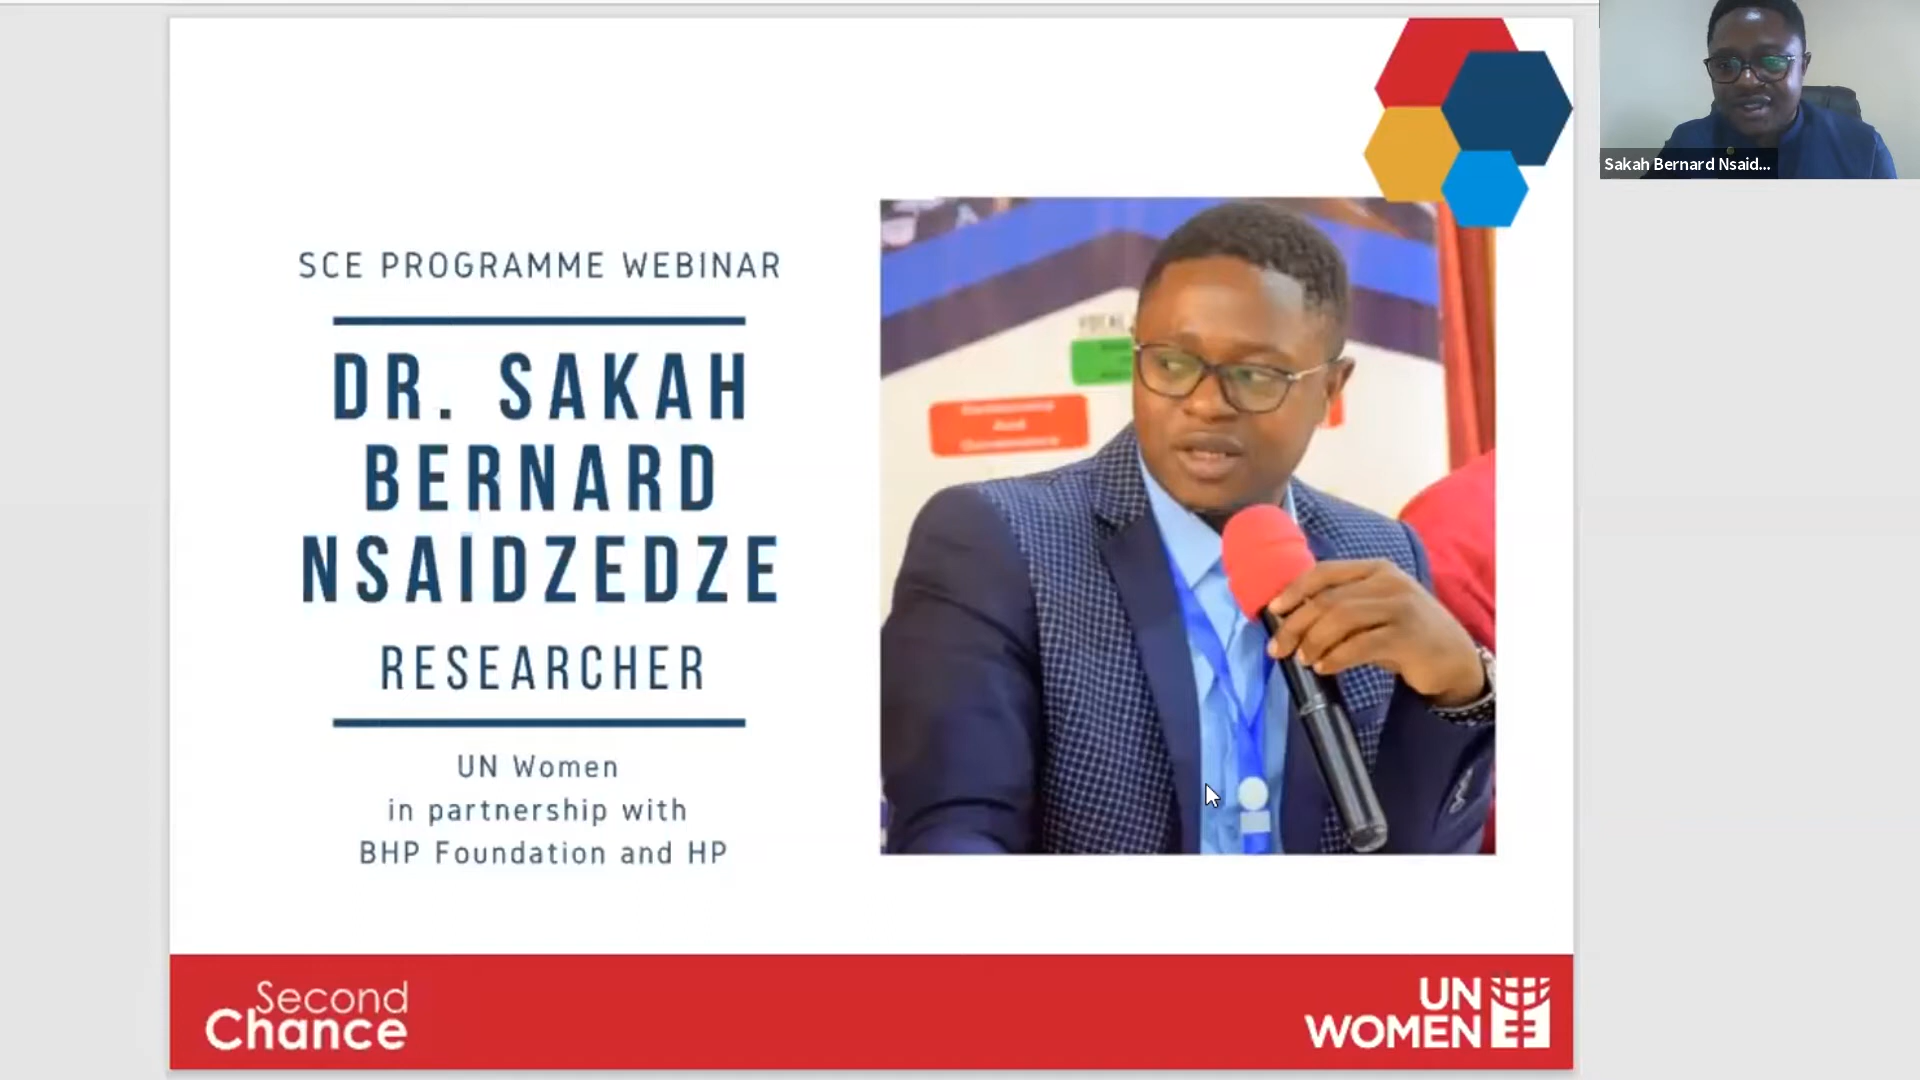 SCE PROGRAMME WEBINAR
DR. SAKAH
BERNARD
NSAIDZEDZE
RESEARCHER
UN Women
in partnership with
BHP Foundation and HP
Second
Chance
UN
WOMEN
Sakah Bernard Nsaid...